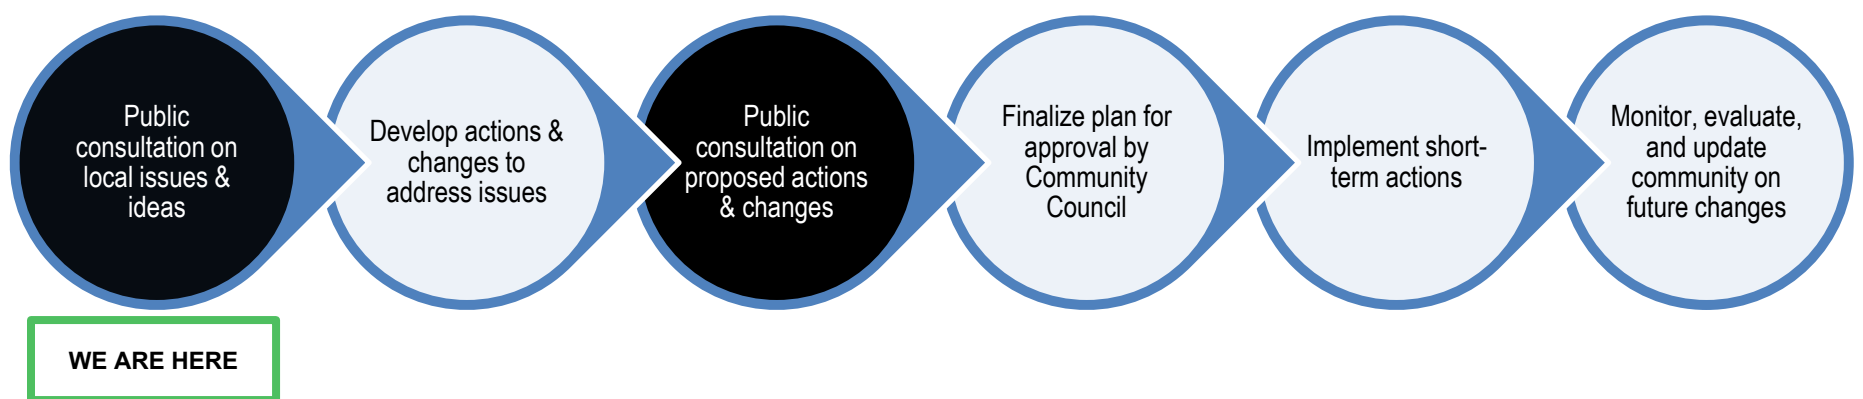 Public
consultation on
local issues &
ideas
Develop actions &
changes to
address issues
Public
consultation on
proposed actions
& changes
Finalize plan for
approval by
Community
Council
Implement short-
term actions
Monitor, evaluate,
and update
community on
future changes
WE ARE HERE